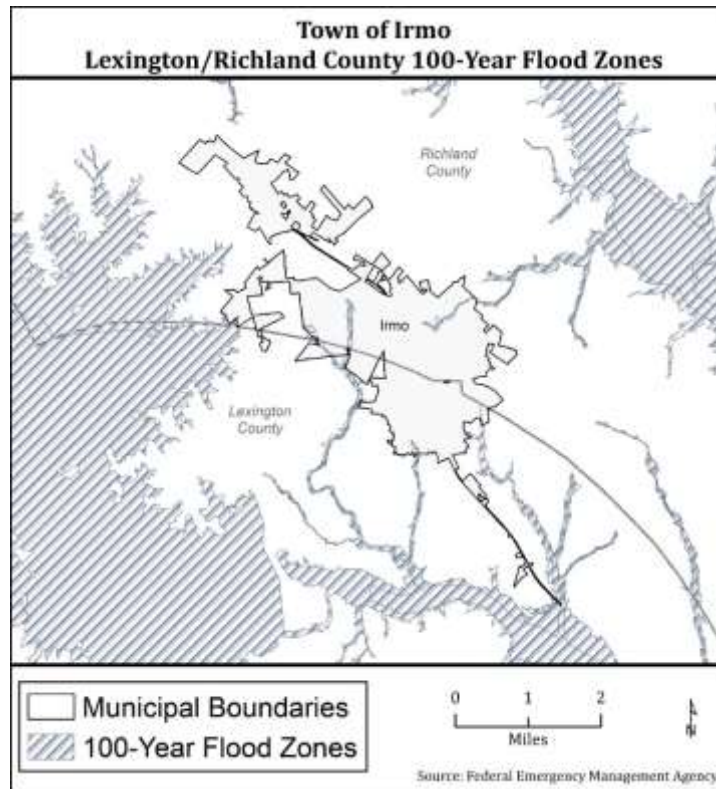 Town of Irmo
Lexington/Richland County 100-Year Flood Zones
Richland
County
Irmo
Lexington
County
Municipal Boundaries
100-Year Flood Zones
0 1 2
Miles
N
Source: Federal Emergency Management Agency